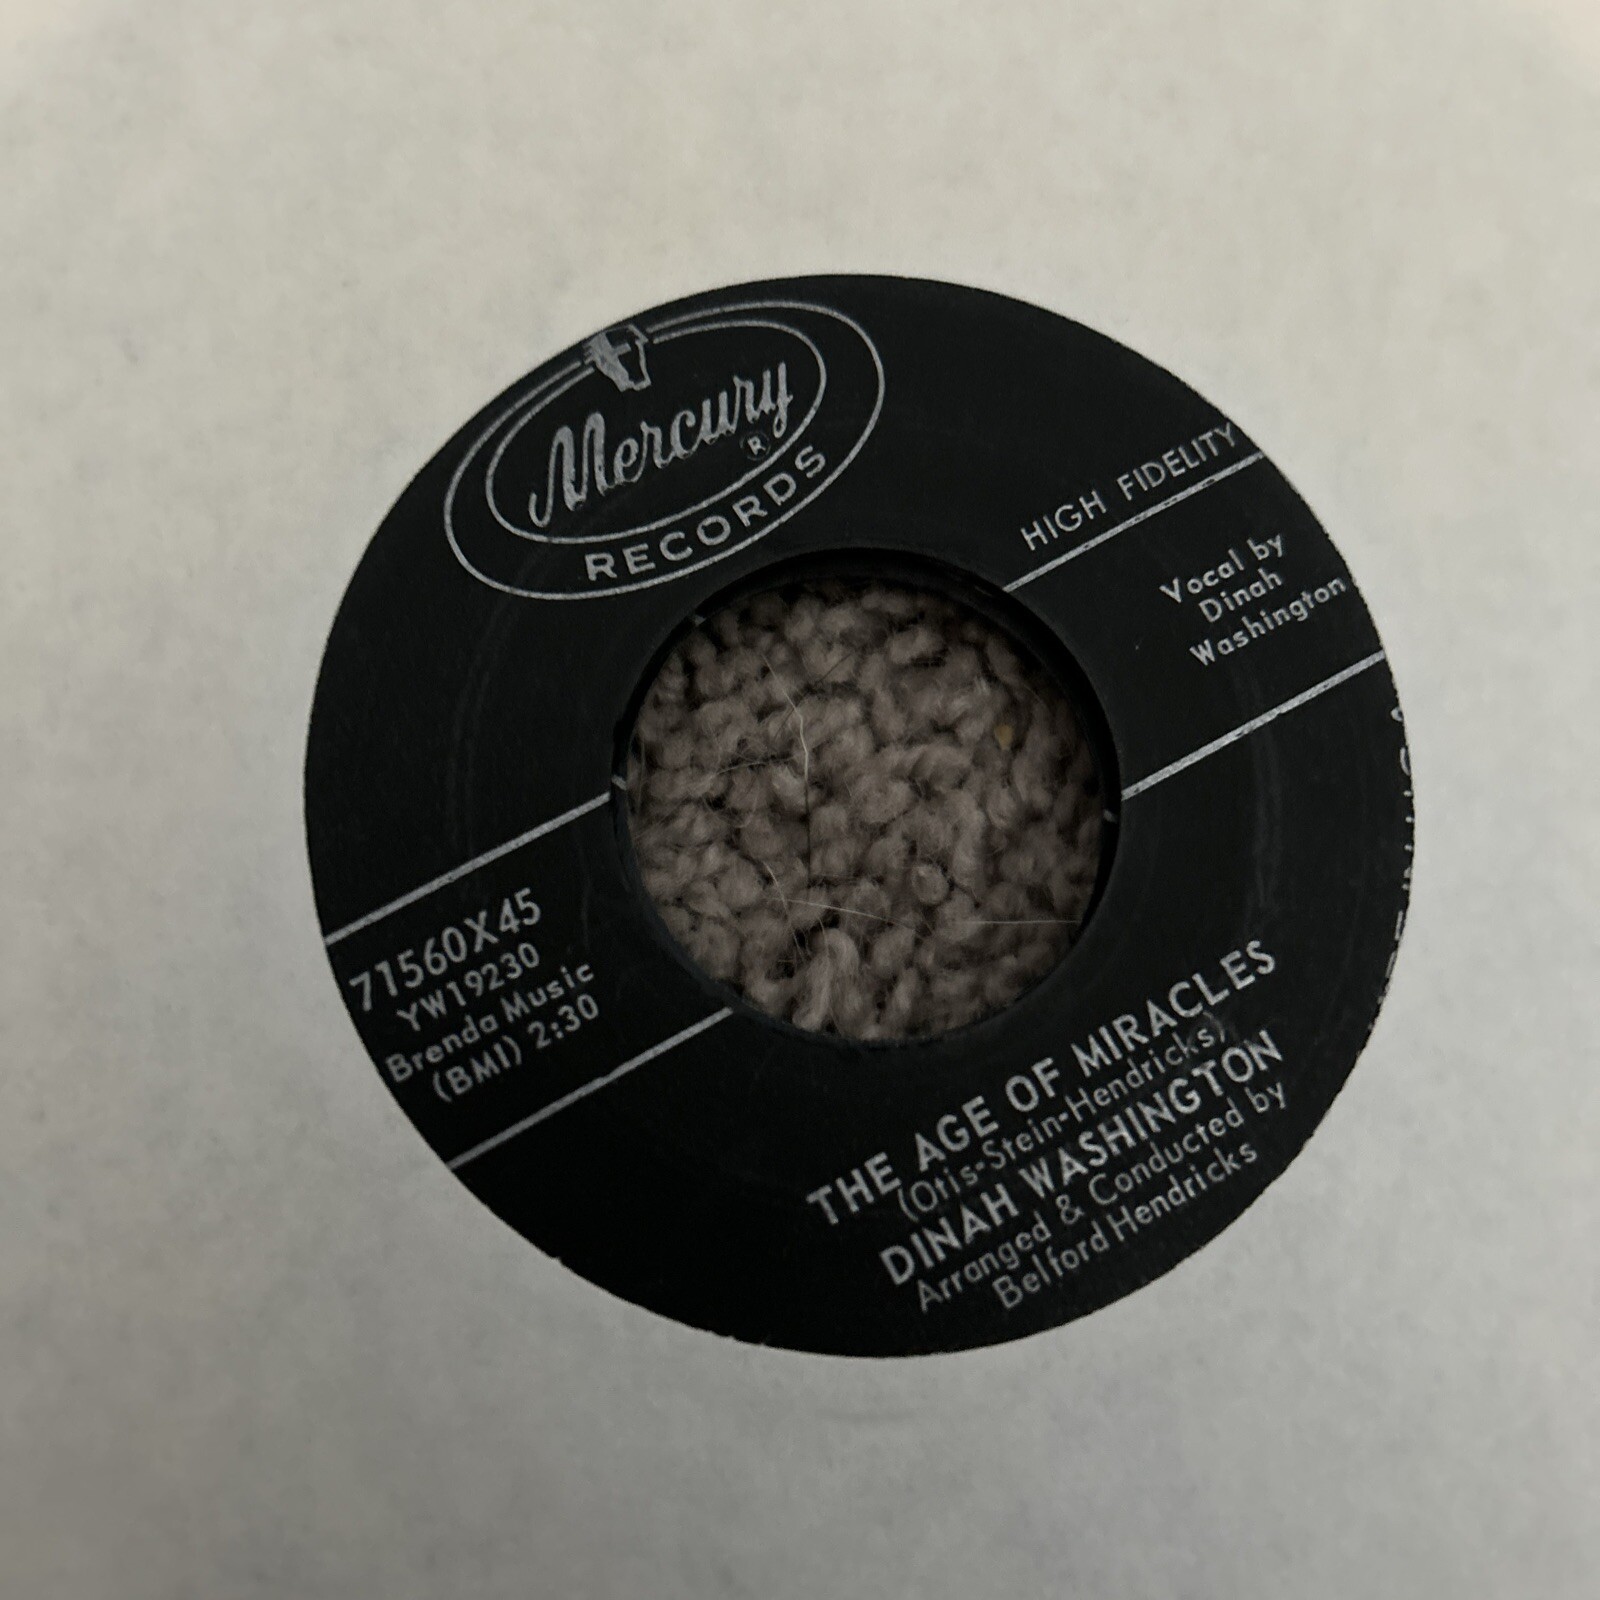 Mercury
®
RECORDS
HIGH FIDELITY
Vocal by
Dinah
Washington
71560X45
YW19230
Brenda Music
(BMI) 2:30
THE AGE OF MIRACLES
(Otis-Stein-Hendricks)
DINAH WASHINGTON
Arranged & Conducted by
Belford Hendricks